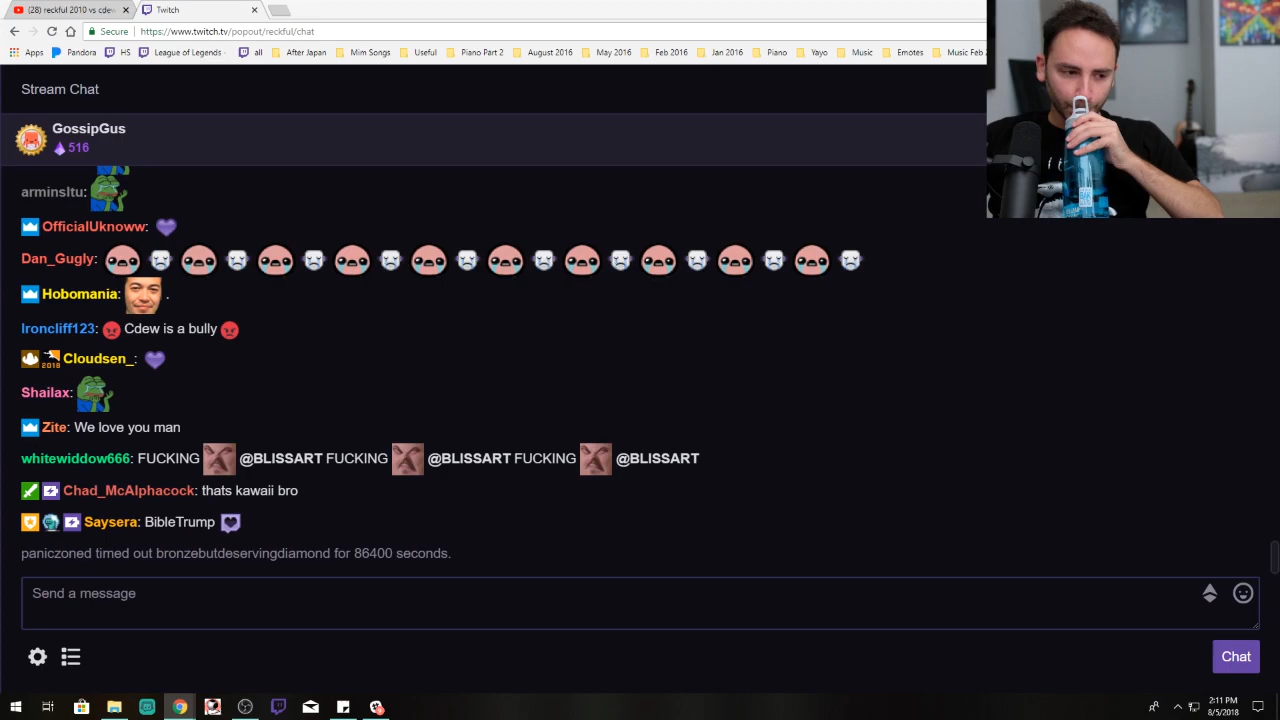 (28) reckful 2010 vs cdew
Twitch
Secure
https://www.twitch.tv/popout/reckful/chat
Apps Pandora HS League of Legends - all After Japan Mim Songs Useful Piano Part 2 August 2016 May 2016 Feb 2016 Jan 2016 Piano Yayo Music Emotes Music Feb 2
Stream Chat
GossipGus
516
arminsltu:
OfficialUknoww:
Dan_Gugly:
Hobomania: .
Ironcliff123: Cdew is a bully
2018 Cloudsen_:
Shailax:
Zite: We love you man
whitewiddow666: FUCKING @BLISSART FUCKING @BLISSART FUCKING @BLISSART
Chad_McAlphacock: thats kawaii bro
Saysera: BibleTrump
paniczoned timed out bronzebutdeservingdiamond for 86400 seconds.
Send a message
Chat
2:11 PM
8/5/2018